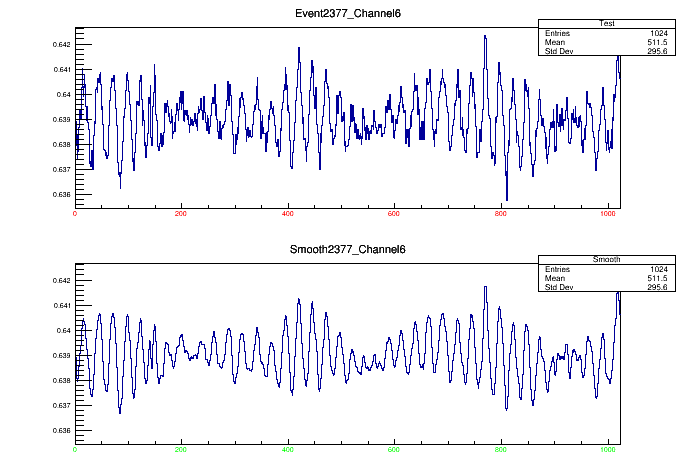 Event2377_Channel6
Test
Entries 1024
Mean 511.5
Std Dev 295.6
0.642
0.641
0.64
0.639
0.638
0.637
0.636
0 200 400 600 800 1000
Smooth2377_Channel6
Smooth
Entries 1024
Mean 511.5
Std Dev 295.6
0.642
0.641
0.64
0.639
0.638
0.637
0.636
0 200 400 600 800 1000